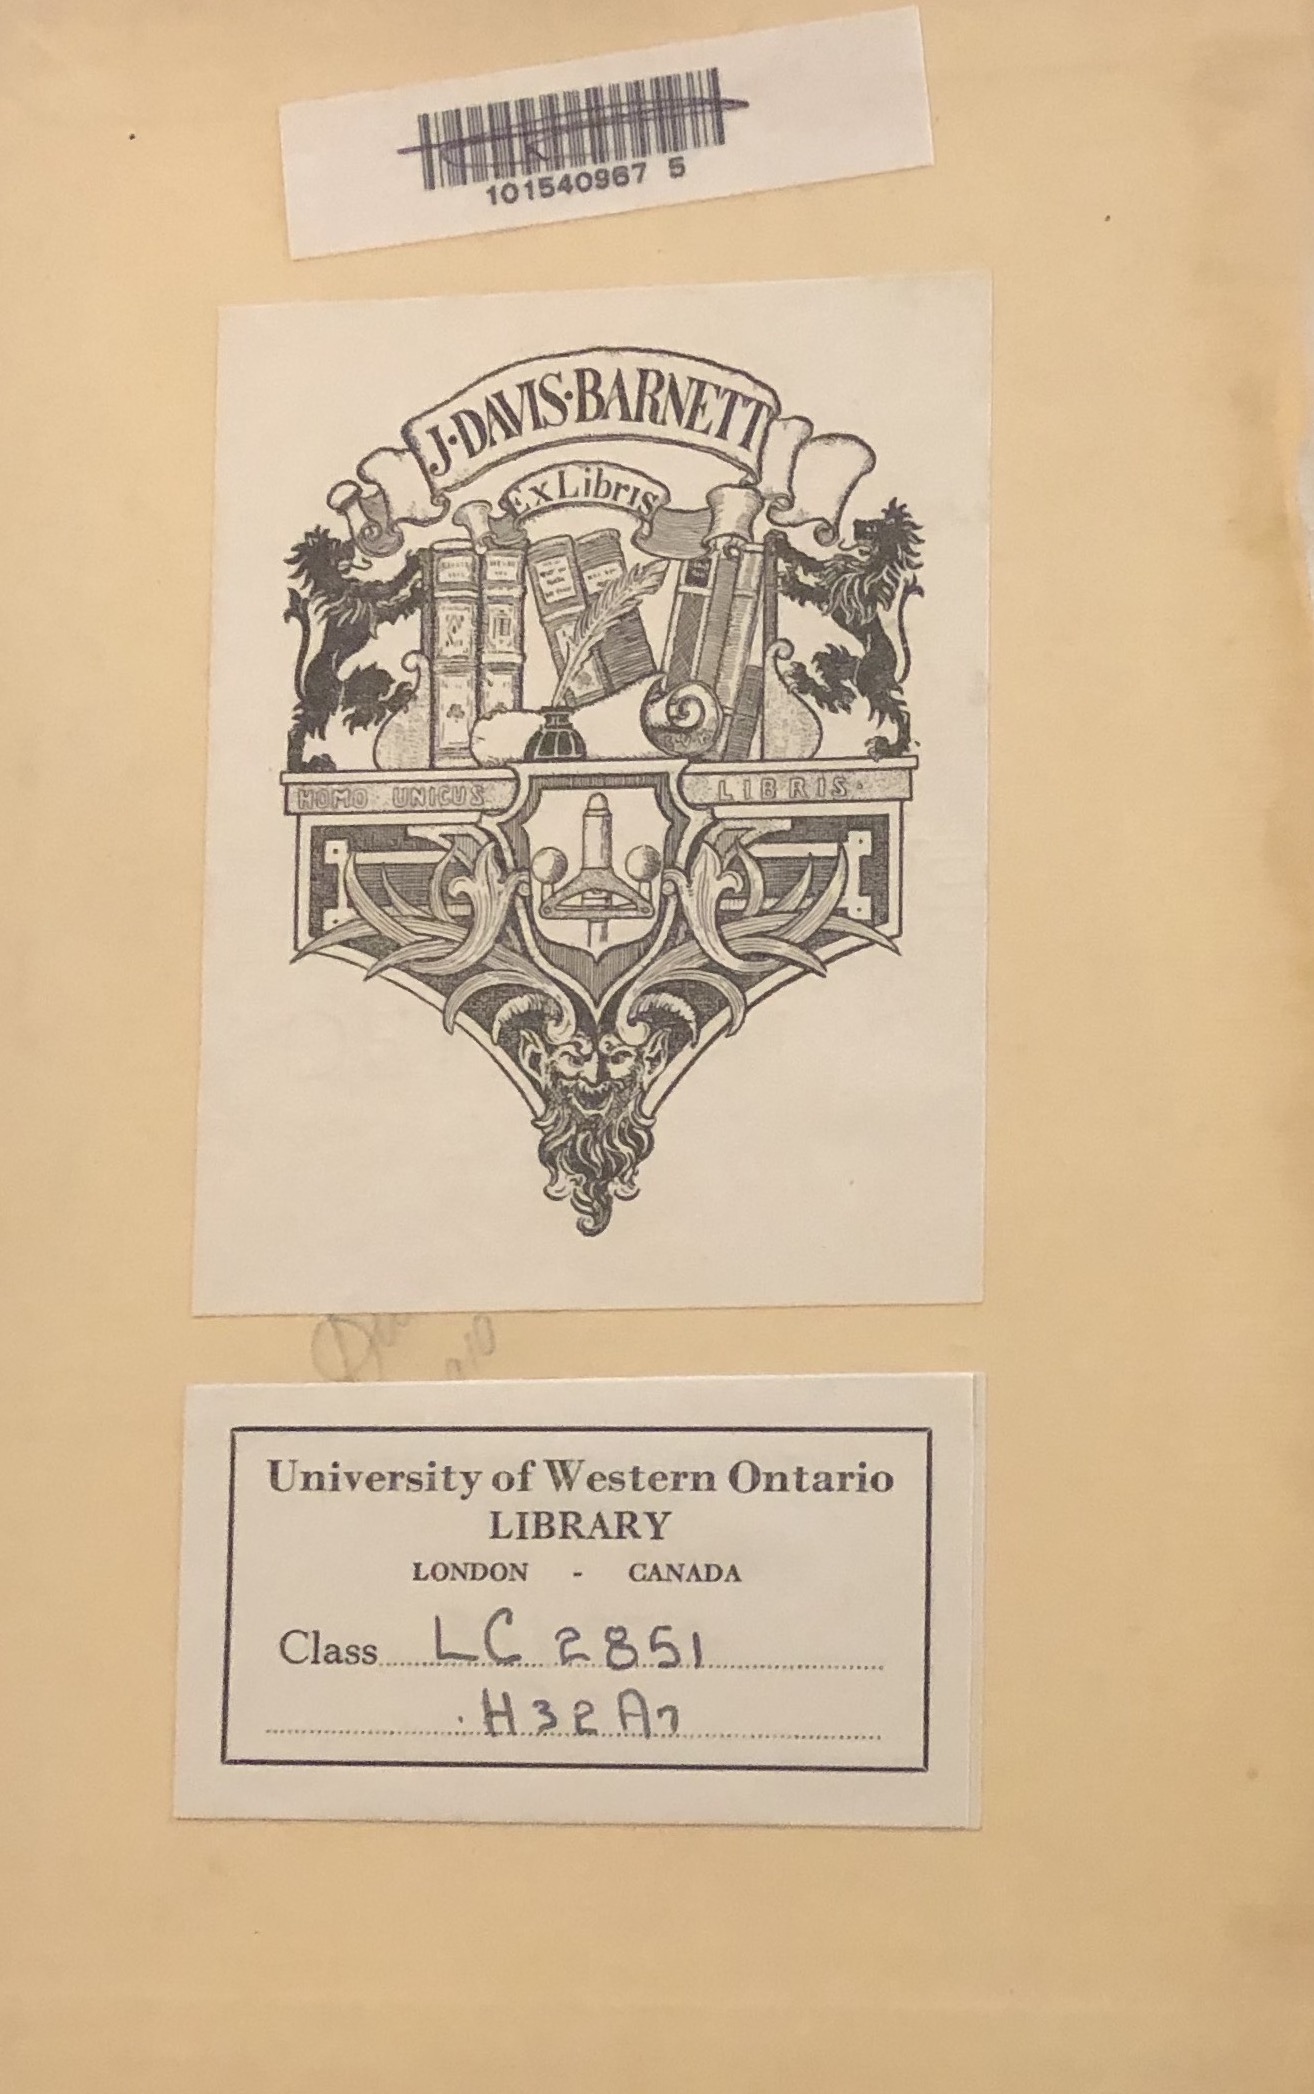 101540967 5
J·DAVIS·BARNETT
Ex Libris
HOMO UNICUS LIBRIS·
University of Western Ontario
LIBRARY
LONDON - CANADA
Class LC 2851
.H32A7